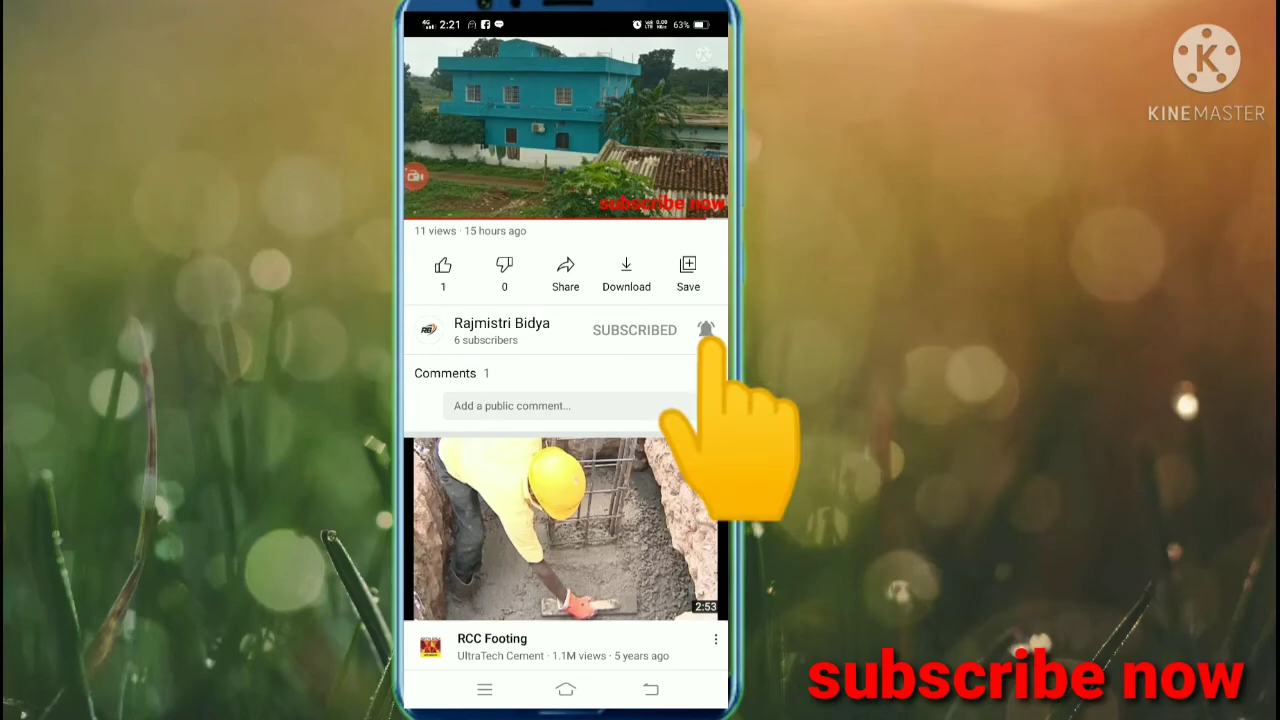 4G 2:21
63%
KINEMASTER
K
subscribe now
11 views · 15 hours ago
1
0
Share
Download
Save
RBI
Rajmistri Bidya
SUBSCRIBED
6 subscribers
Comments 1
Add a public comment...
2:53
RCC Footing
UltraTech Cement · 1.1M views · 5 years ago
subscribe now